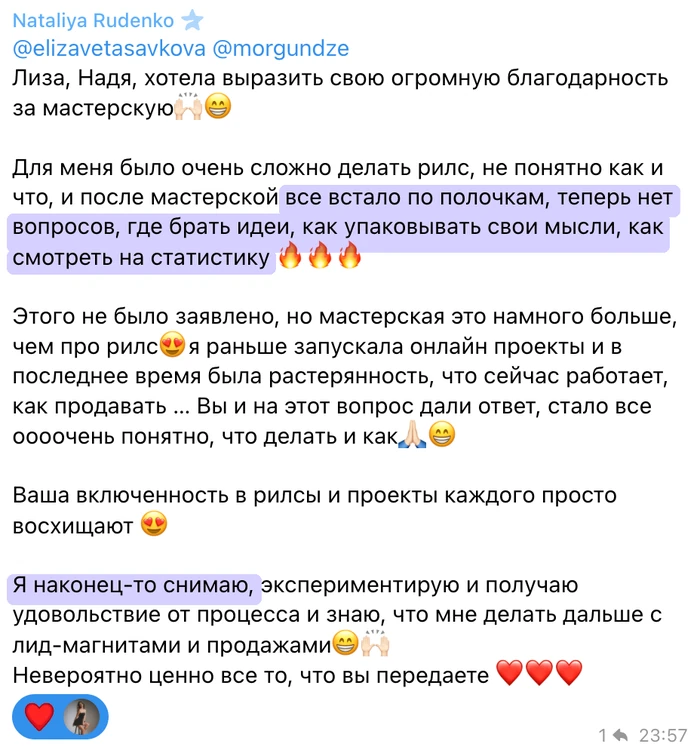 Nataliya Rudenko
@elizavetasavkova @morgundze
Лиза, Надя, хотела выразить свою огромную благодарность
за мастерскую🙌🏻😁
Для меня было очень сложно делать рилс, не понятно как и
что, и после мастерской все встало по полочкам, теперь нет
вопросов, где брать идеи, как упаковывать свои мысли, как
смотреть на статистику 🔥🔥🔥
Этого не было заявлено, но мастерская это намного больше,
чем про рилс😍я раньше запускала онлайн проекты и в
последнее время была растерянность, что сейчас работает,
как продавать ... Вы и на этот вопрос дали ответ, стало все
оооочень понятно, что делать и как🙏🏻😁
Ваша включенность в рилсы и проекты каждого просто
восхищают 😍
Я наконец-то снимаю, экспериментирую и получаю
удовольствие от процесса и знаю, что мне делать дальше с
лид-магнитами и продажами😁🙌🏻
Невероятно ценно все то, что вы передаете ❤️❤️❤️
1 23:57